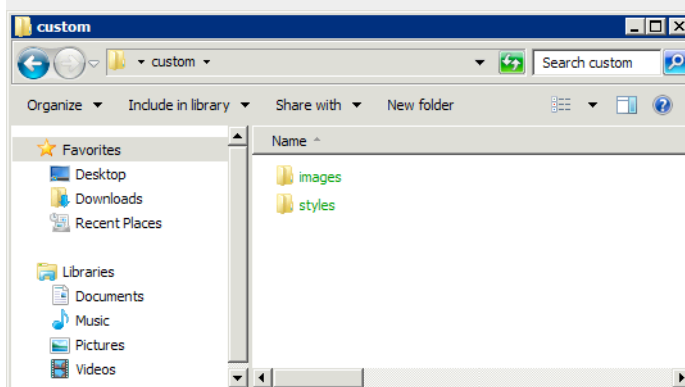 custom
custom
Search custom
Organize Include in library Share with New folder
Favorites
Desktop
Downloads
Recent Places
Libraries
Documents
Music
Pictures
Videos
Name
images
styles